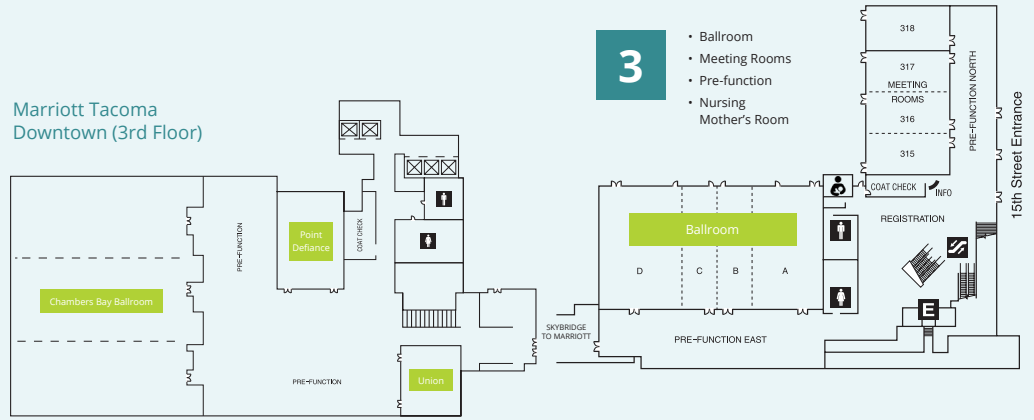 Marriott Tacoma
Downtown (3rd Floor)
3
• Ballroom
• Meeting Rooms
• Pre-function
• Nursing
Mother's Room
318
317
MEETING
ROOMS
316
315
PRE-FUNCTION NORTH
15th Street Entrance
COAT CHECK
INFO
REGISTRATION
E
Ballroom
D
C
B
A
PRE-FUNCTION EAST
SKYBRIDGE
TO MARRIOTT
Point
Defiance
COAT CHECK
PRE-FUNCTION
Chambers Bay Ballroom
PRE-FUNCTION
Union